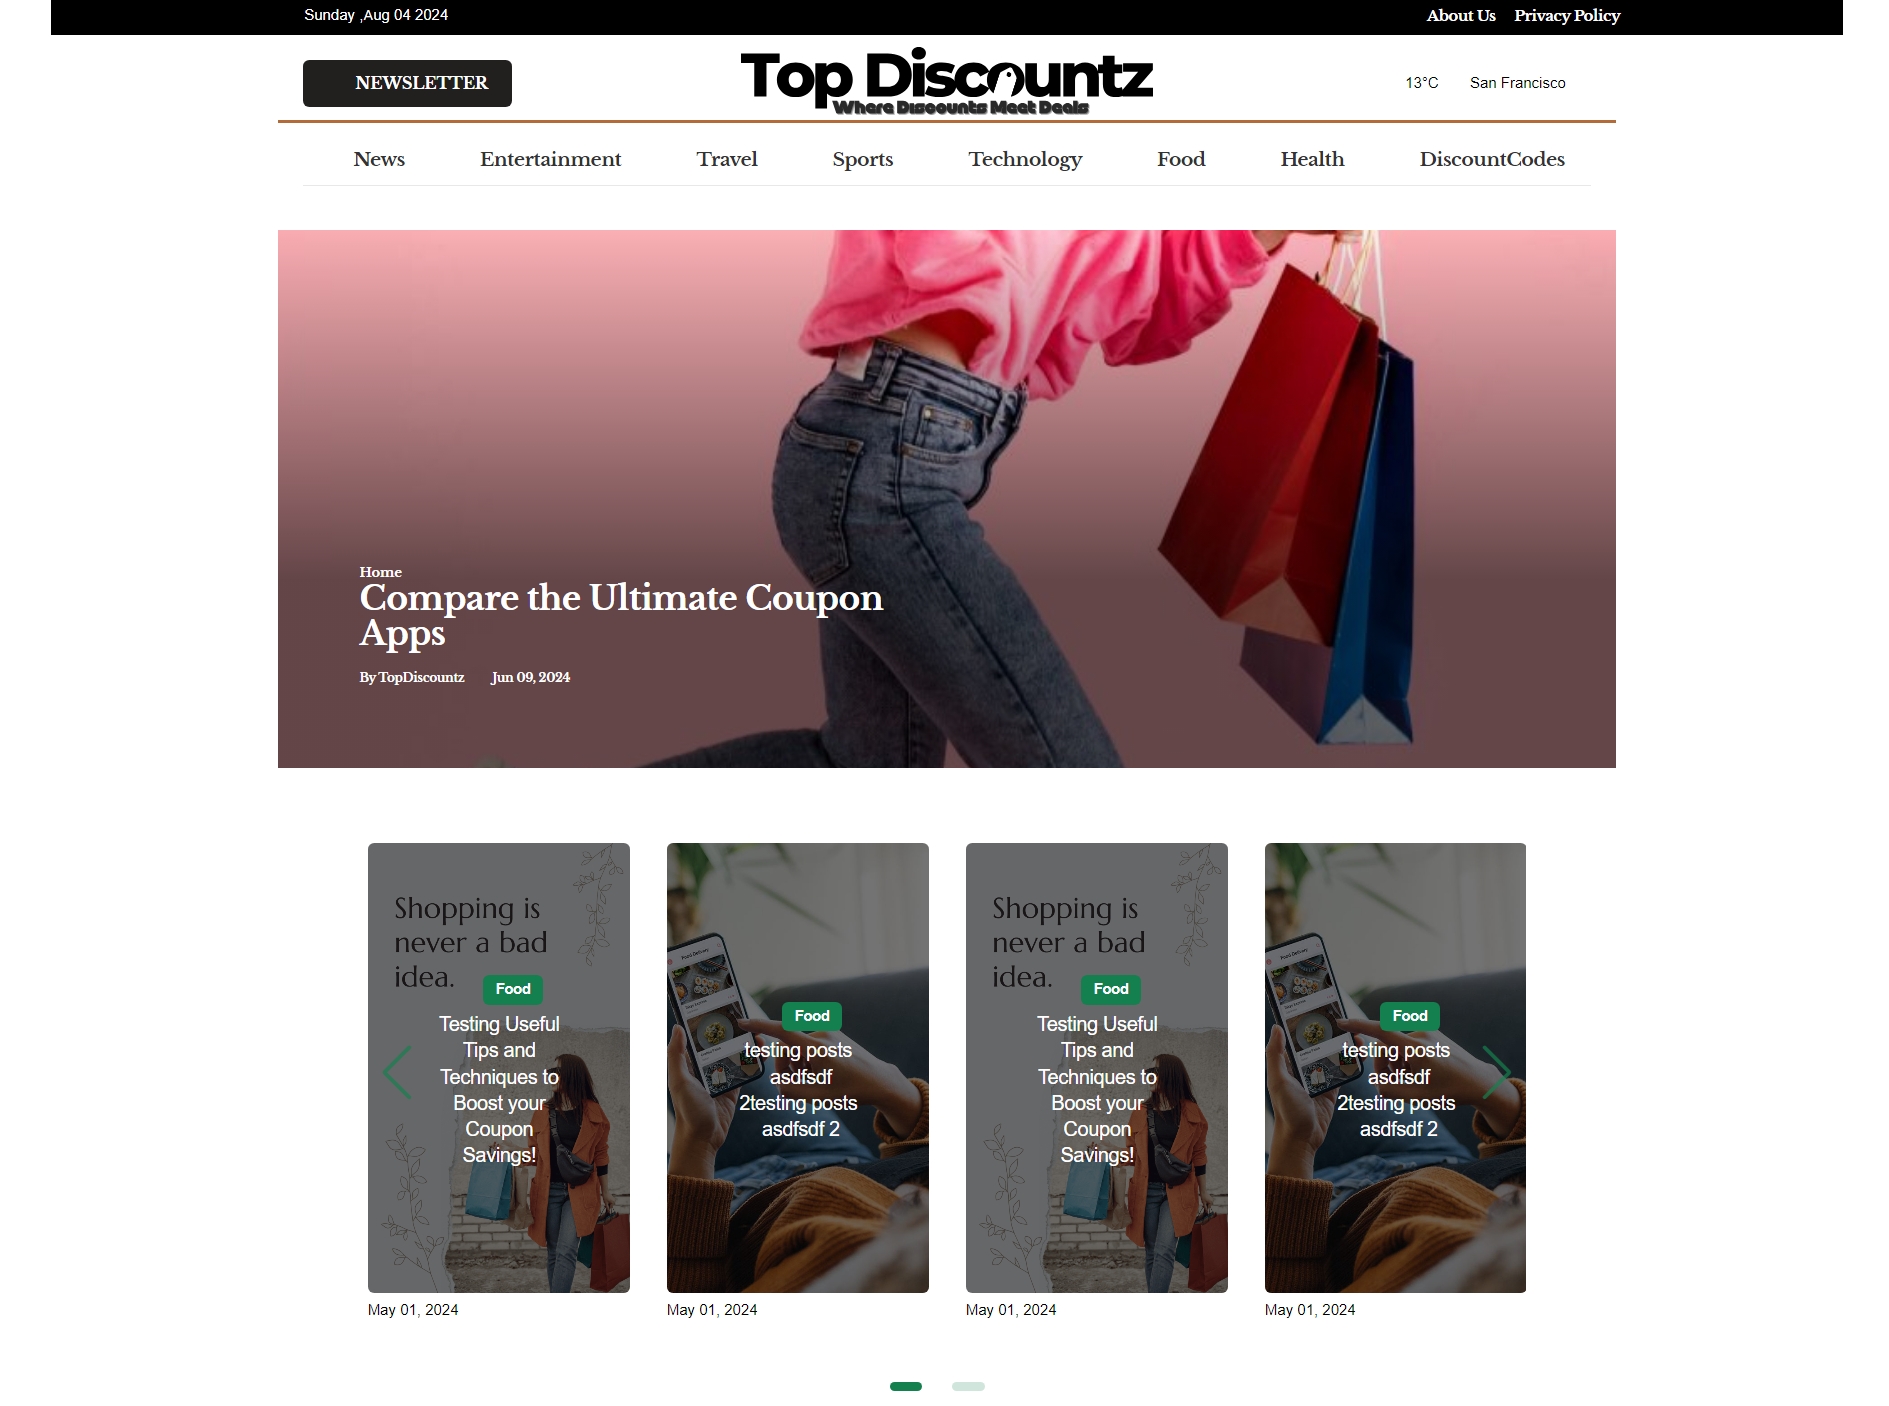 Sunday ,Aug 04 2024
About Us
Privacy Policy
NEWSLETTER
Top Discountz
Where Discounts Meet Deals
13°C
San Francisco
News
Entertainment
Travel
Sports
Technology
Food
Health
DiscountCodes
Home
Compare the Ultimate Coupon
Apps
By TopDiscountz
Jun 09, 2024
Shopping is
never a bad
idea.
Food
Testing Useful
Tips and
Techniques to
Boost your
Coupon
Savings!
May 01, 2024
Food Delivery
Food
testing posts
asdfsdf
2testing posts
asdfsdf 2
May 01, 2024
Shopping is
never a bad
idea.
Food
Testing Useful
Tips and
Techniques to
Boost your
Coupon
Savings!
May 01, 2024
Food Delivery
Food
testing posts
asdfsdf
2testing posts
asdfsdf 2
May 01, 2024